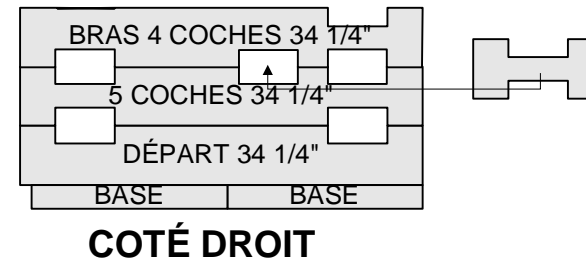 BRAS 4 COCHES 34 1/4"
5 COCHES 34 1/4"
DÉPART 34 1/4"
BASE BASE
COTÉ DROIT